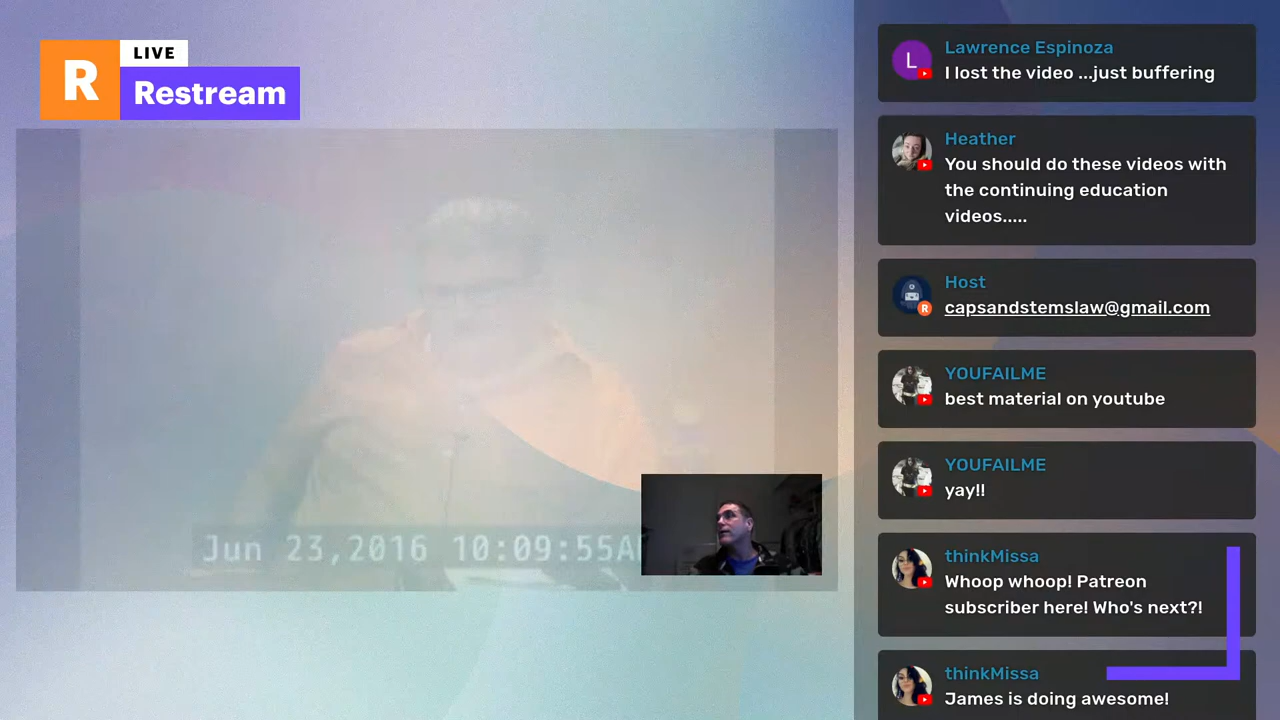 R
LIVE
Restream
Jun 23,2016 10:09:55A
Lawrence Espinoza
L
I lost the video ...just buffering
Heather
You should do these videos with
the continuing education
videos.....
Host
R
capsandstemslaw@gmail.com
YOUFAILME
best material on youtube
YOUFAILME
yay!!
thinkMissa
Whoop whoop! Patreon
subscriber here! Who's next?!
thinkMissa
James is doing awesome!